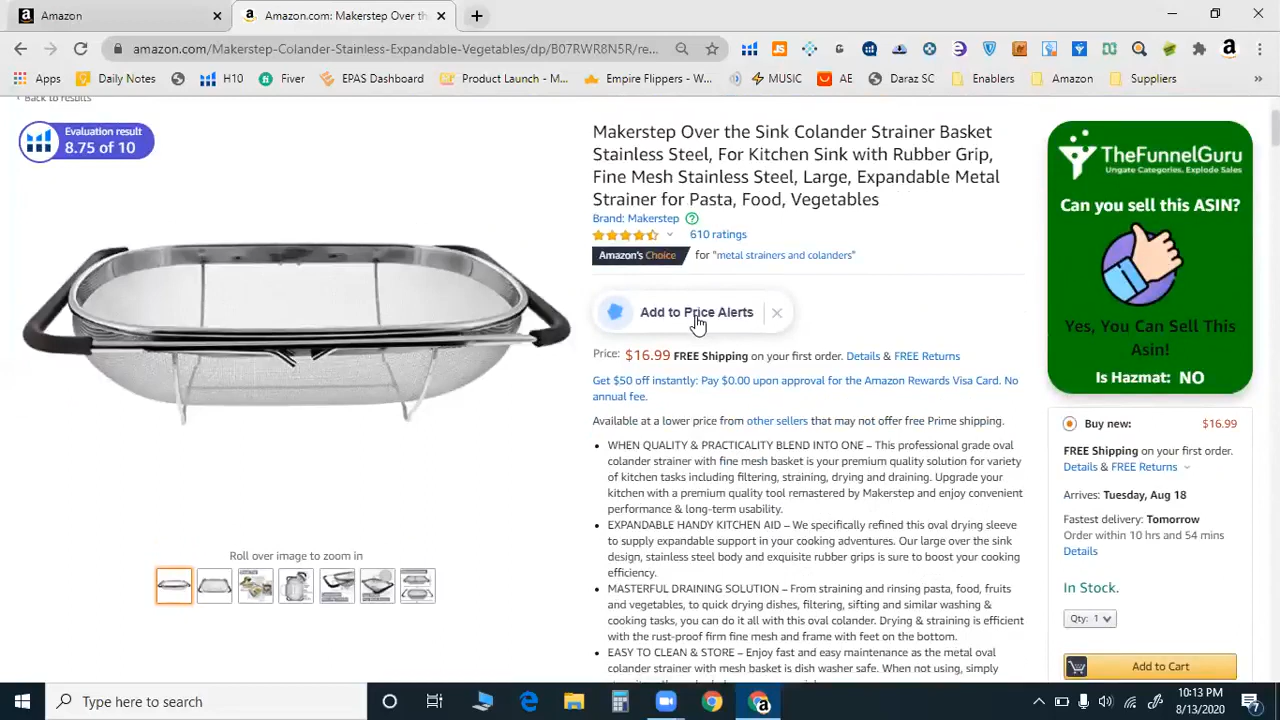 Amazon
Amazon.com: Makerstep Over th
amazon.com/Makerstep-Colander-Stainless-Expandable-Vegetables/dp/B07RWR8N5R/re...
Apps
Daily Notes
H10
Fiver
EPAS Dashboard
Product Launch - M...
Empire Flippers - W...
MUSIC
AE
Daraz SC
Enablers
Amazon
Suppliers
Back to results
Evaluation result
8.75 of 10
Makerstep Over the Sink Colander Strainer Basket
Stainless Steel, For Kitchen Sink with Rubber Grip,
Fine Mesh Stainless Steel, Large, Expandable Metal
Strainer for Pasta, Food, Vegetables
Brand: Makerstep
610 ratings
Amazon's Choice for "metal strainers and colanders"
Add to Price Alerts
Price: $16.99 FREE Shipping on your first order. Details & FREE Returns
Get $50 off instantly: Pay $0.00 upon approval for the Amazon Rewards Visa Card. No
annual fee.
Available at a lower price from other sellers that may not offer free Prime shipping.
• WHEN QUALITY & PRACTICALITY BLEND INTO ONE – This professional grade oval
colander strainer with fine mesh basket is your premium quality solution for variety
of kitchen tasks including filtering, straining, drying and draining. Upgrade your
kitchen with a premium quality tool remastered by Makerstep and enjoy convenient
performance & long-term usability.
• EXPANDABLE HANDY KITCHEN AID – We specifically refined this oval drying sleeve
to supply expandable support in your cooking adventures. Our large over the sink
design, stainless steel body and exquisite rubber grips is sure to boost your cooking
efficiency.
• MASTERFUL DRAINING SOLUTION – From straining and rinsing pasta, food, fruits
and vegetables, to quick drying dishes, filtering, sifting and similar washing &
cooking tasks, you can do it all with this oval colander. Drying & straining is efficient
with the rust-proof firm fine mesh and frame with feet on the bottom.
• EASY TO CLEAN & STORE – Enjoy fast and easy maintenance as the metal oval
colander strainer with mesh basket is dish washer safe. When not using, simply
Roll over image to zoom in
TheFunnelGuru
Ungate Categories. Explode Sales
Can you sell this ASIN?
Yes, You Can Sell This
Asin!
Is Hazmat: NO
Buy new: $16.99
FREE Shipping on your first order.
Details & FREE Returns
Arrives: Tuesday, Aug 18
Fastest delivery: Tomorrow
Order within 10 hrs and 54 mins
Details
In Stock.
Qty: 1
Add to Cart
Type here to search
10:13 PM
8/13/2020
7